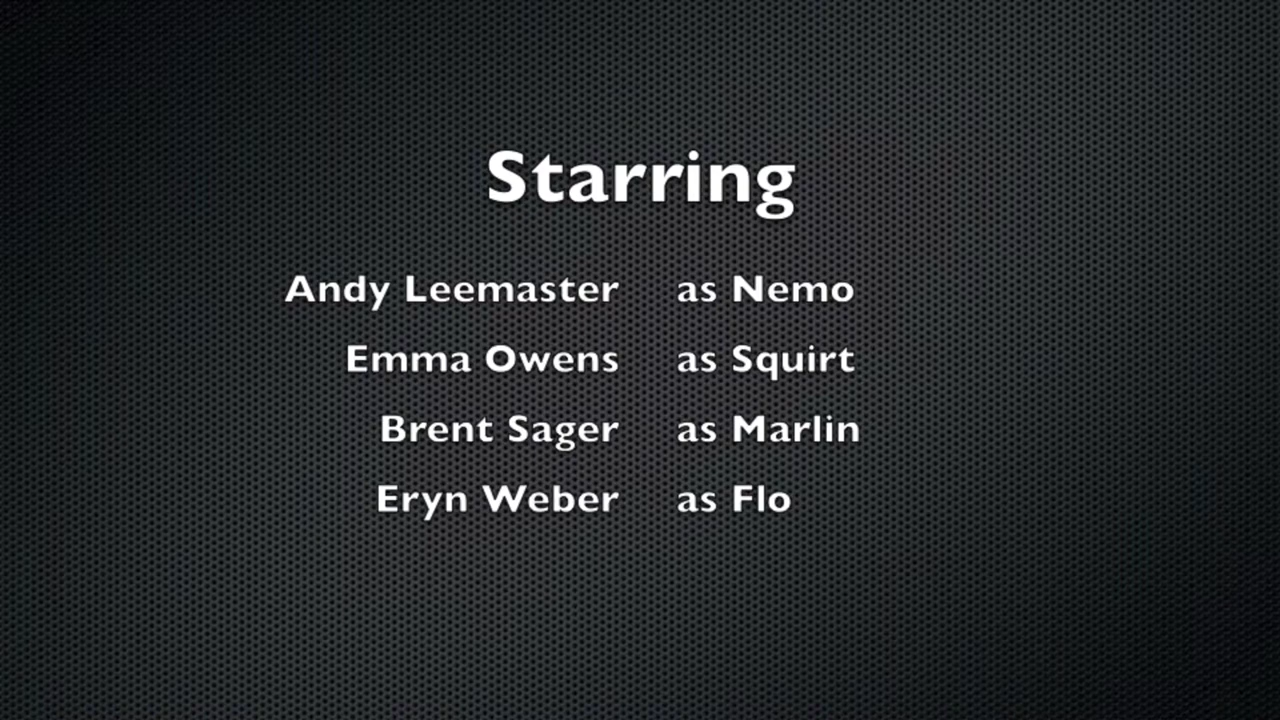 Starring
Andy Leemaster as Nemo
Emma Owens as Squirt
Brent Sager as Marlin
Eryn Weber as Flo